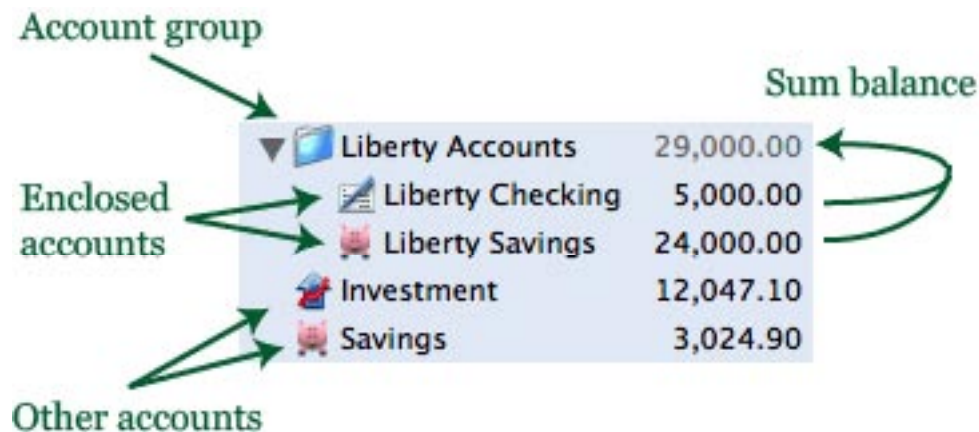 Account group
Sum balance
Liberty Accounts 29,000.00
Enclosed
accounts
Liberty Checking 5,000.00
Liberty Savings 24,000.00
Investment 12,047.10
Savings 3,024.90
Other accounts